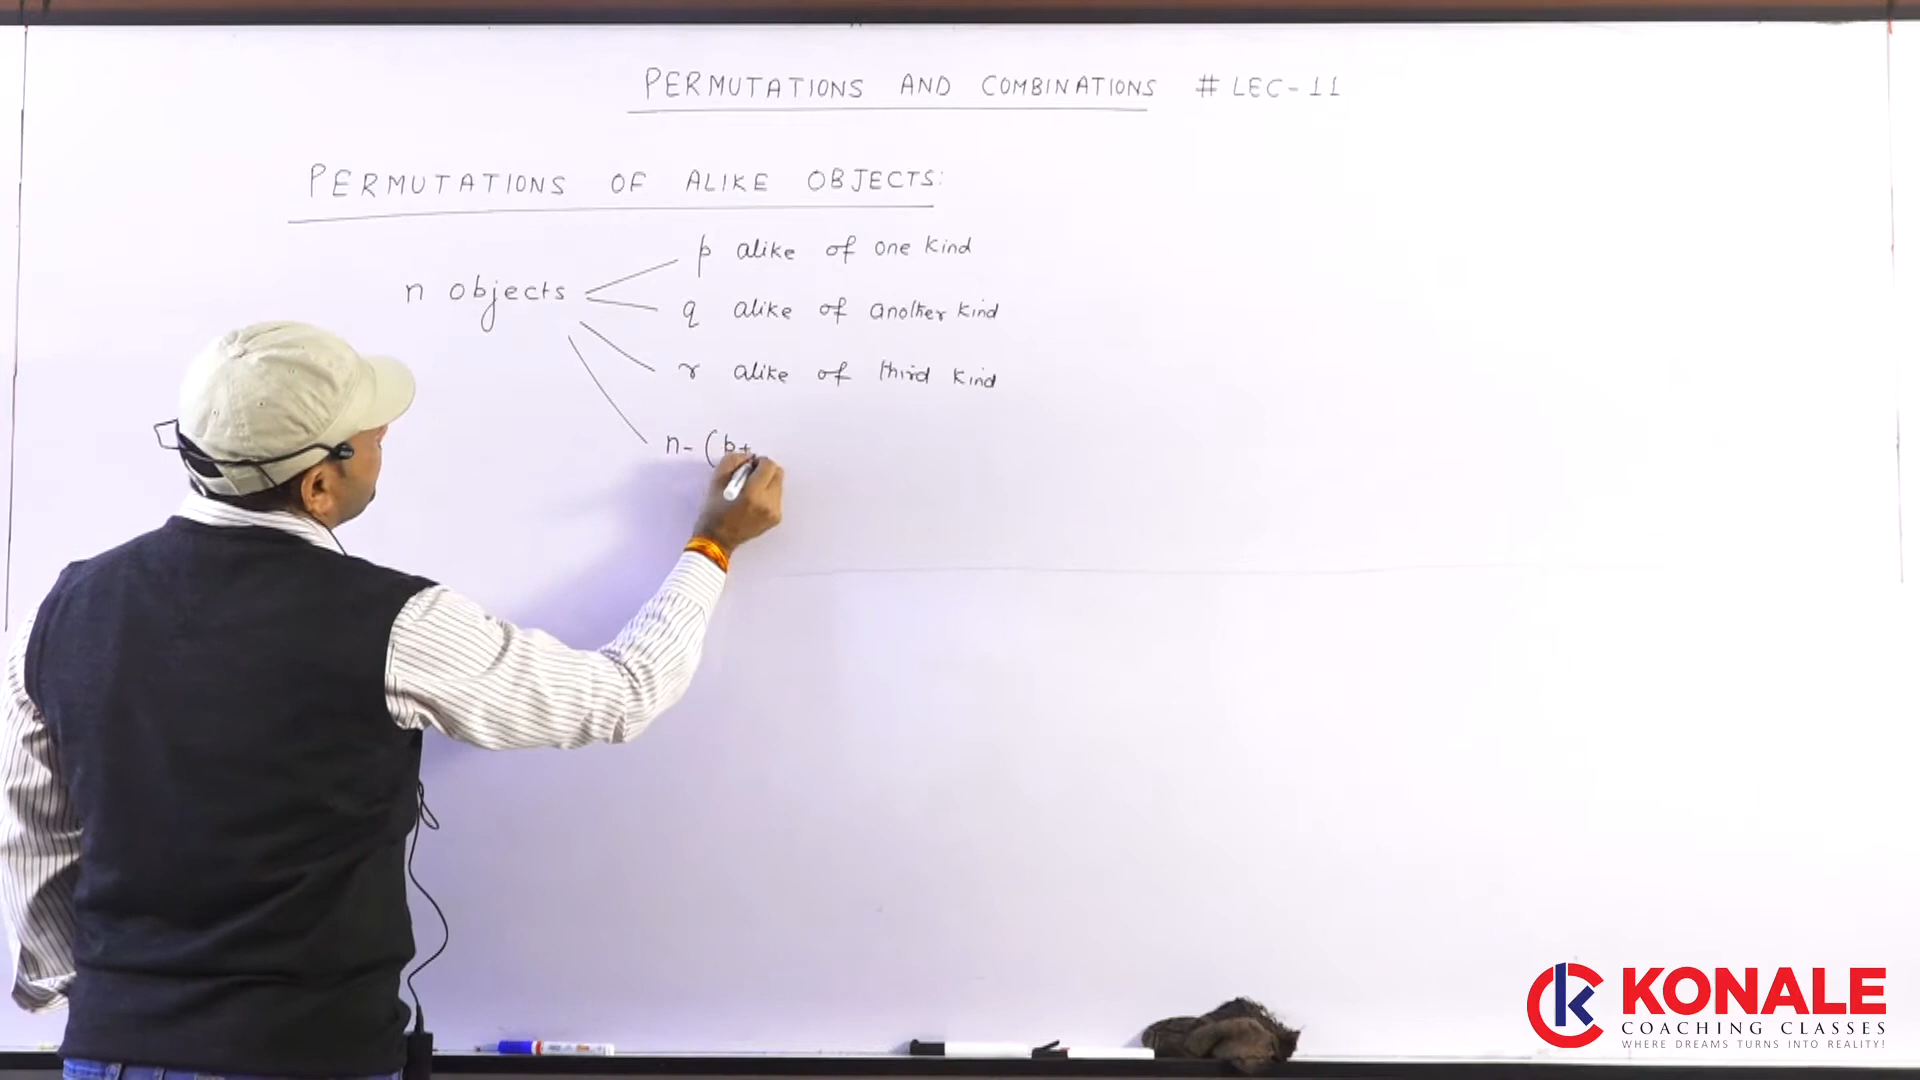 PERMUTATIONS AND COMBINATIONS # LEC-11
PERMUTATIONS OF ALIKE OBJECTS:
n objects
p alike of one kind
q alike of another kind
r alike of third kind
n-(p+
KONALE
COACHING CLASSES
WHERE DREAMS TURNS INTO REALITY!